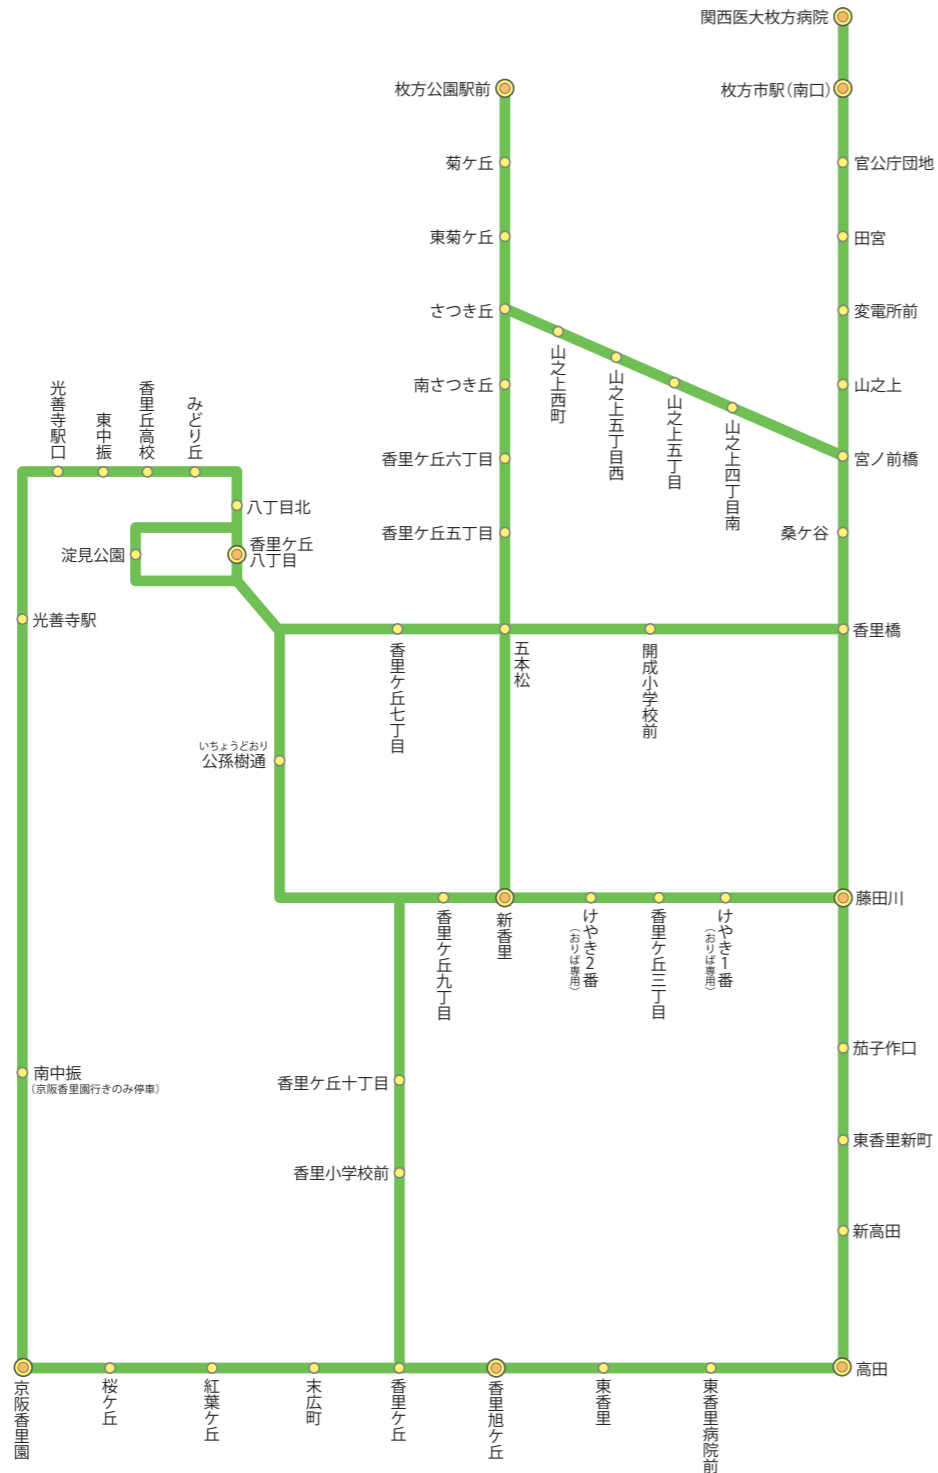 関西医大枚方病院
枚方公園駅前
枚方市駅(南口)
菊ケ丘
官公庁団地
東菊ケ丘
田宮
さつき丘
変電所前
山之上西町
山之上五丁目西
山之上五丁目
山之上四丁目南
南さつき丘
山之上
光善寺駅口
東中振
香里丘高校
みどり丘
香里ケ丘六丁目
宮ノ前橋
八丁目北
香里ケ丘五丁目
桑ケ谷
淀見公園
香里ケ丘
八丁目
光善寺駅
香里ケ丘七丁目
五本松
開成小学校前
香里橋
いちょうどおり
公孫樹通
香里ケ丘九丁目
新香里
けやき2番
(おりば専用)
香里ケ丘三丁目
けやき1番
(おりば専用)
藤田川
茄子作口
南中振
(京阪香里園行きのみ停車)
香里ケ丘十丁目
東香里新町
香里小学校前
新高田
京阪香里園
桜ケ丘
紅葉ケ丘
末広町
香里ケ丘
香里旭ケ丘
東香里
東香里病院前
高田